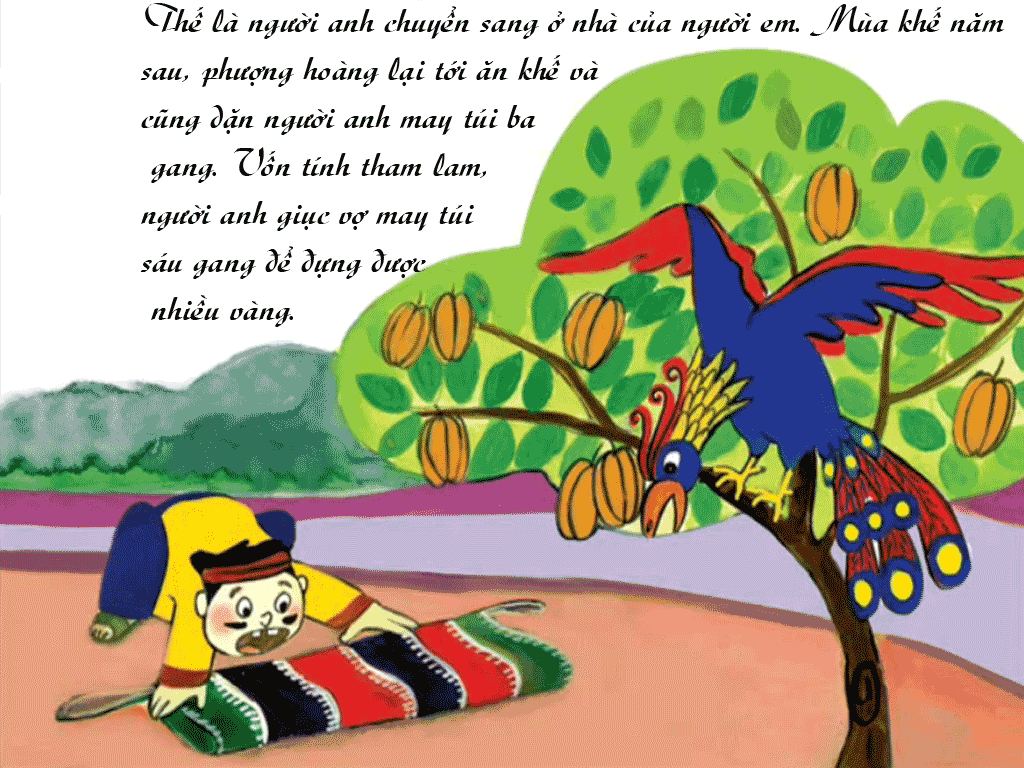 Thế là người anh chuyển sang ở nhà của người em. Mùa khế năm
sau, phượng hoàng lại tới ăn khế và
cũng dặn người anh may túi ba
gang. Vốn tính tham lam,
người anh giục vợ may túi
sáu gang để đựng được
nhiều vàng.